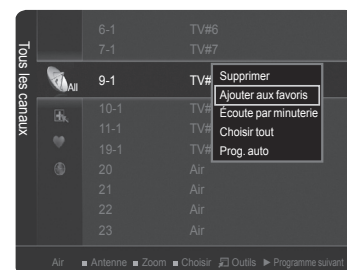 Tous les canaux
6-1 TV#6
7-1 TV#7
All 9-1 TV#
10-1 TV#
11-1 TV#
19-1 TV#
20 Air
21 Air
22 Air
23 Air
Supprimer
Ajouter aux favoris
Écoute par minuterie
Choisir tout
Prog. auto
Air Antenne Zoom Choisir Outils Programme suivant